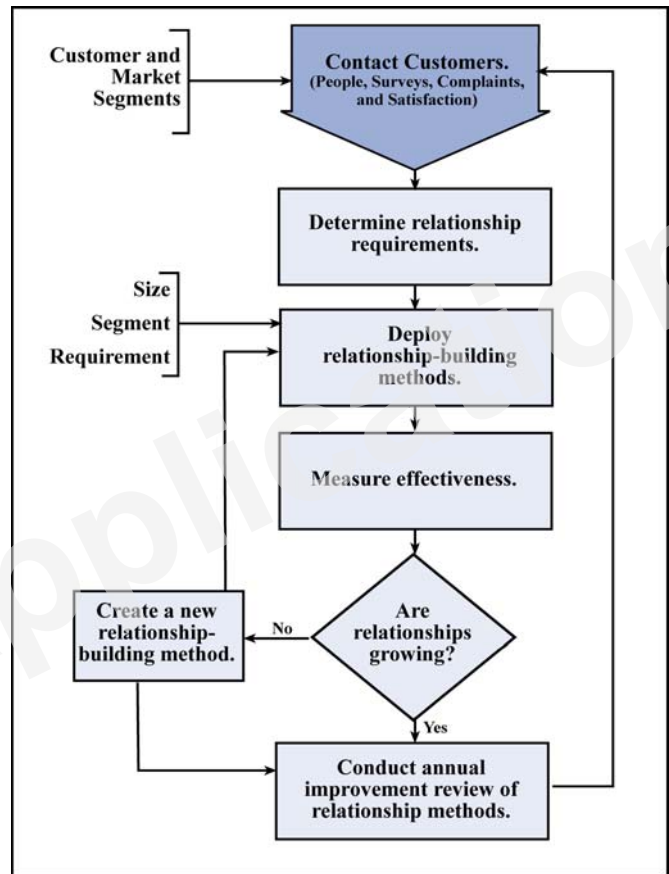 Customer and
Market
Segments
Contact Customers.
(People, Surveys, Complaints,
and Satisfaction)
Determine relationship
requirements.
Size
Segment
Requirement
Deploy
relationship-building
methods.
Measure effectiveness.
Are
relationships
growing?
No
Create a new
relationship-
building method.
Yes
Conduct annual
improvement review of
relationship methods.